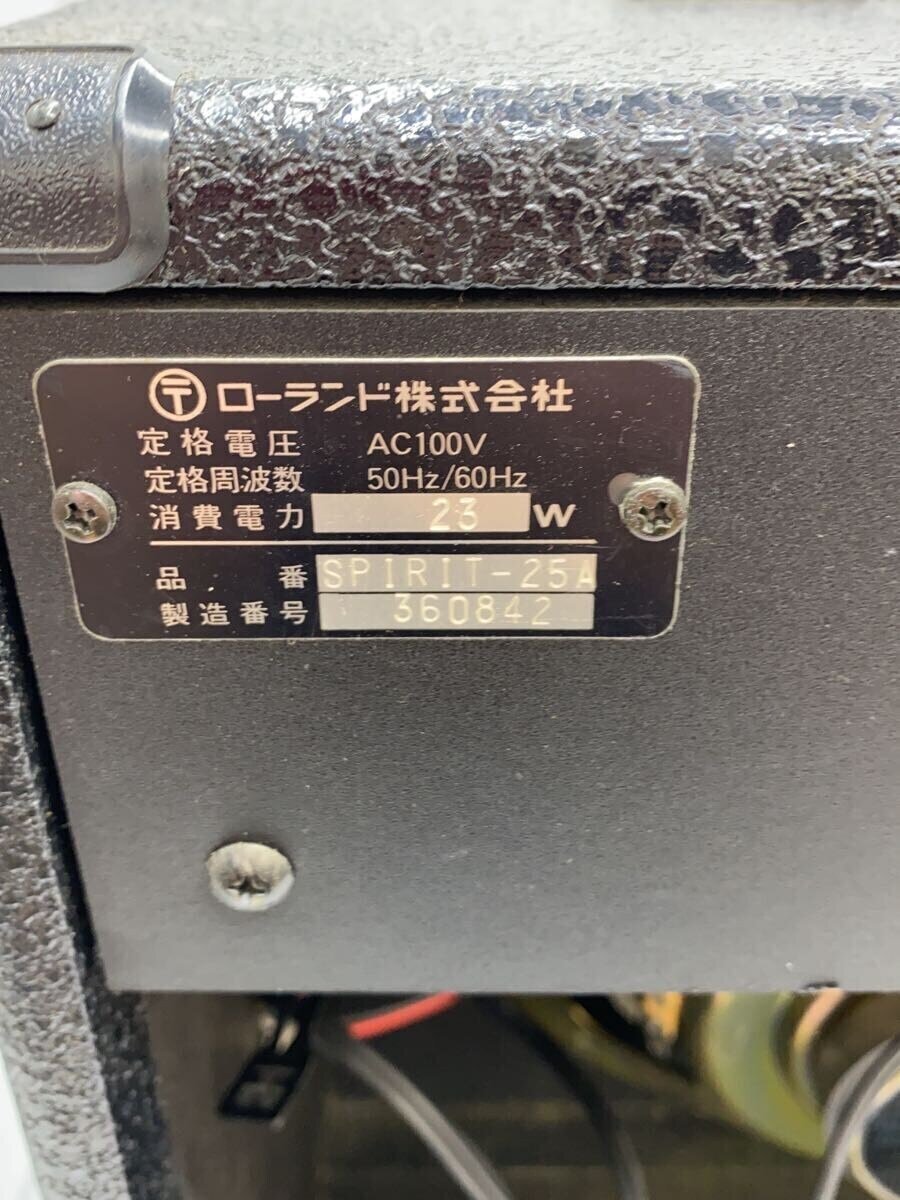 〒 ローランド株式会社
定格電圧 AC100V
定格周波数 50Hz/60Hz
消費電力 23 W
品番 SPIRIT-25A
製造番号 360842